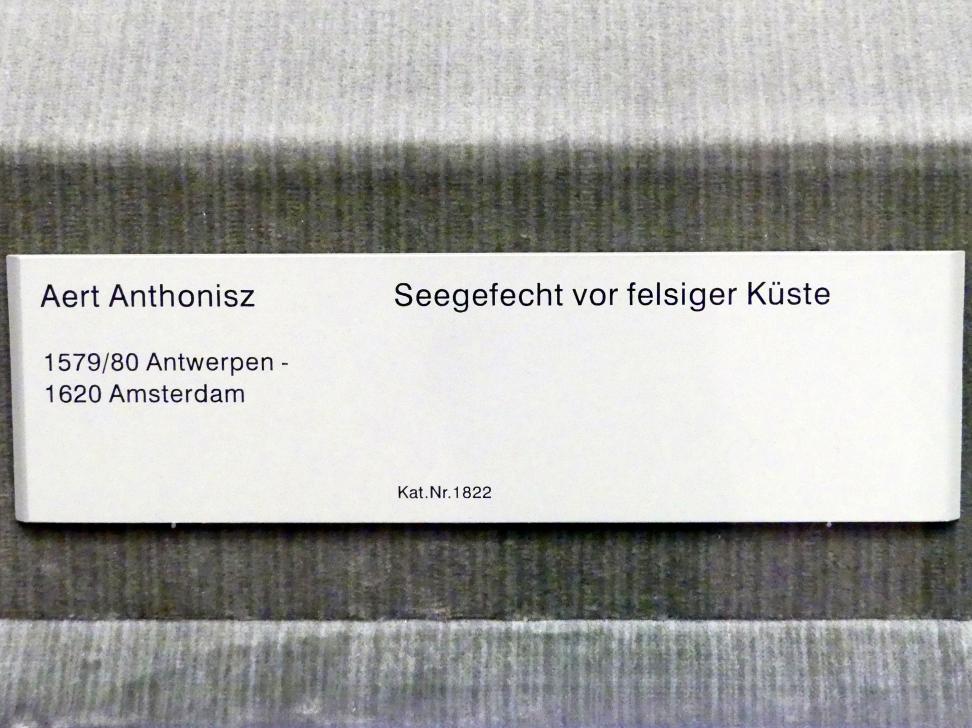 Aert Anthonisz
1579/80 Antwerpen -
1620 Amsterdam
Seegefecht vor felsiger Küste
Kat.Nr.1822